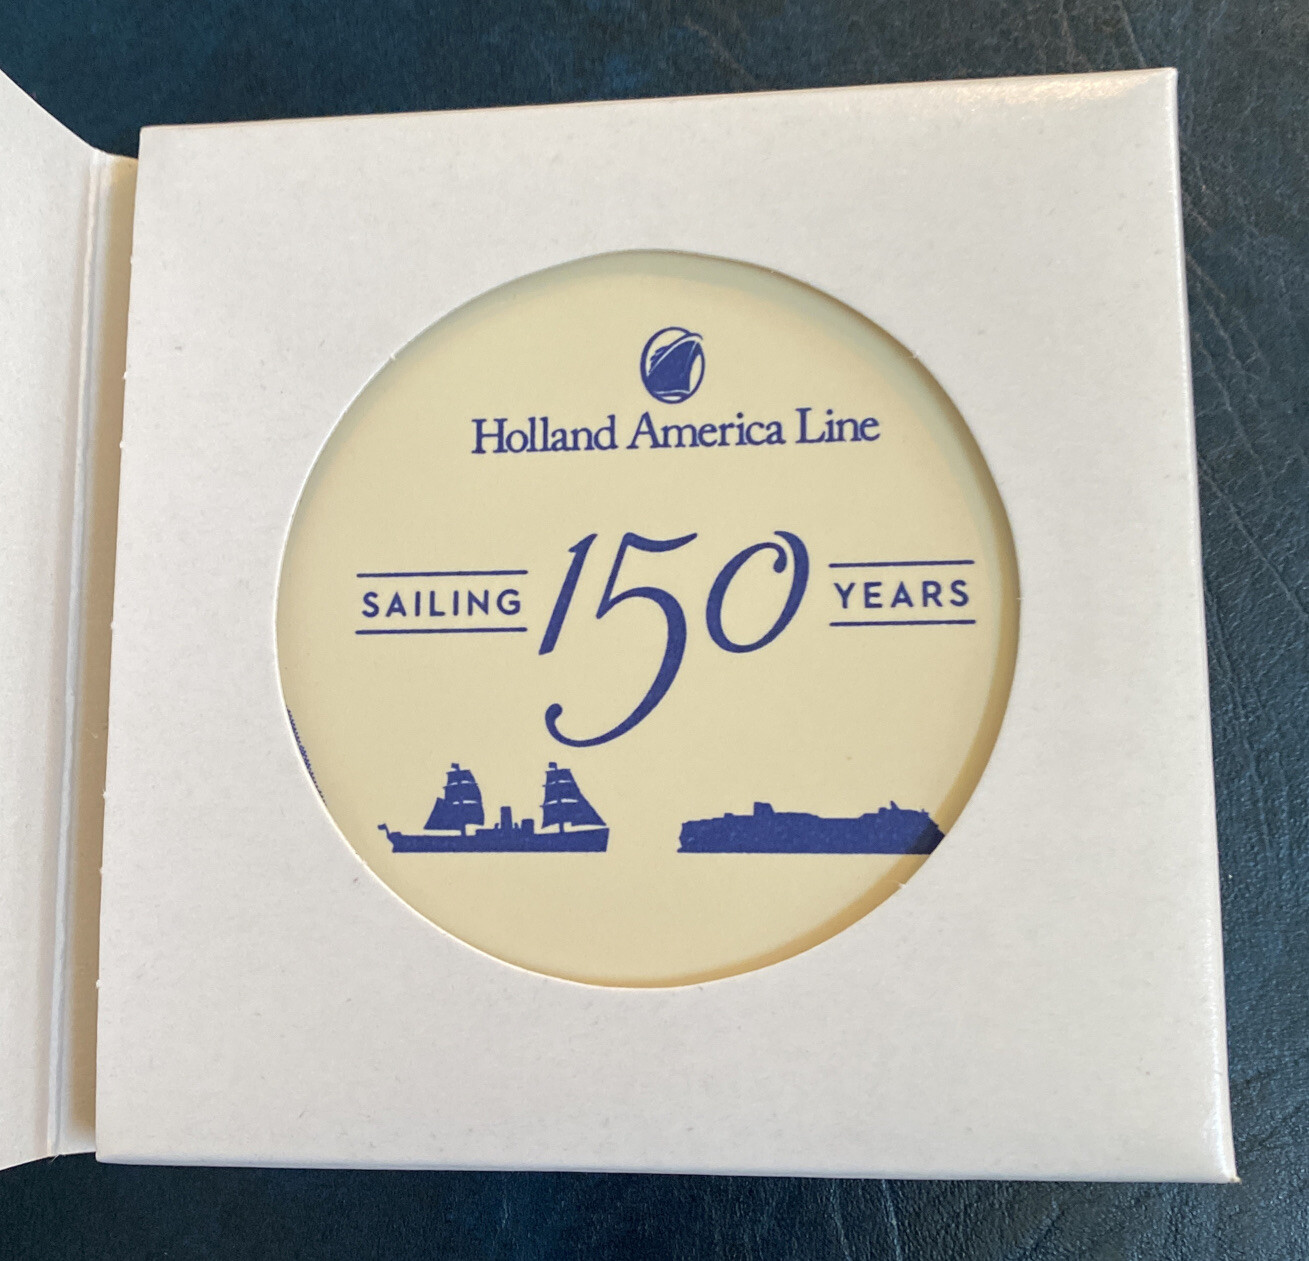 Holland America Line
SAILING 150 YEARS